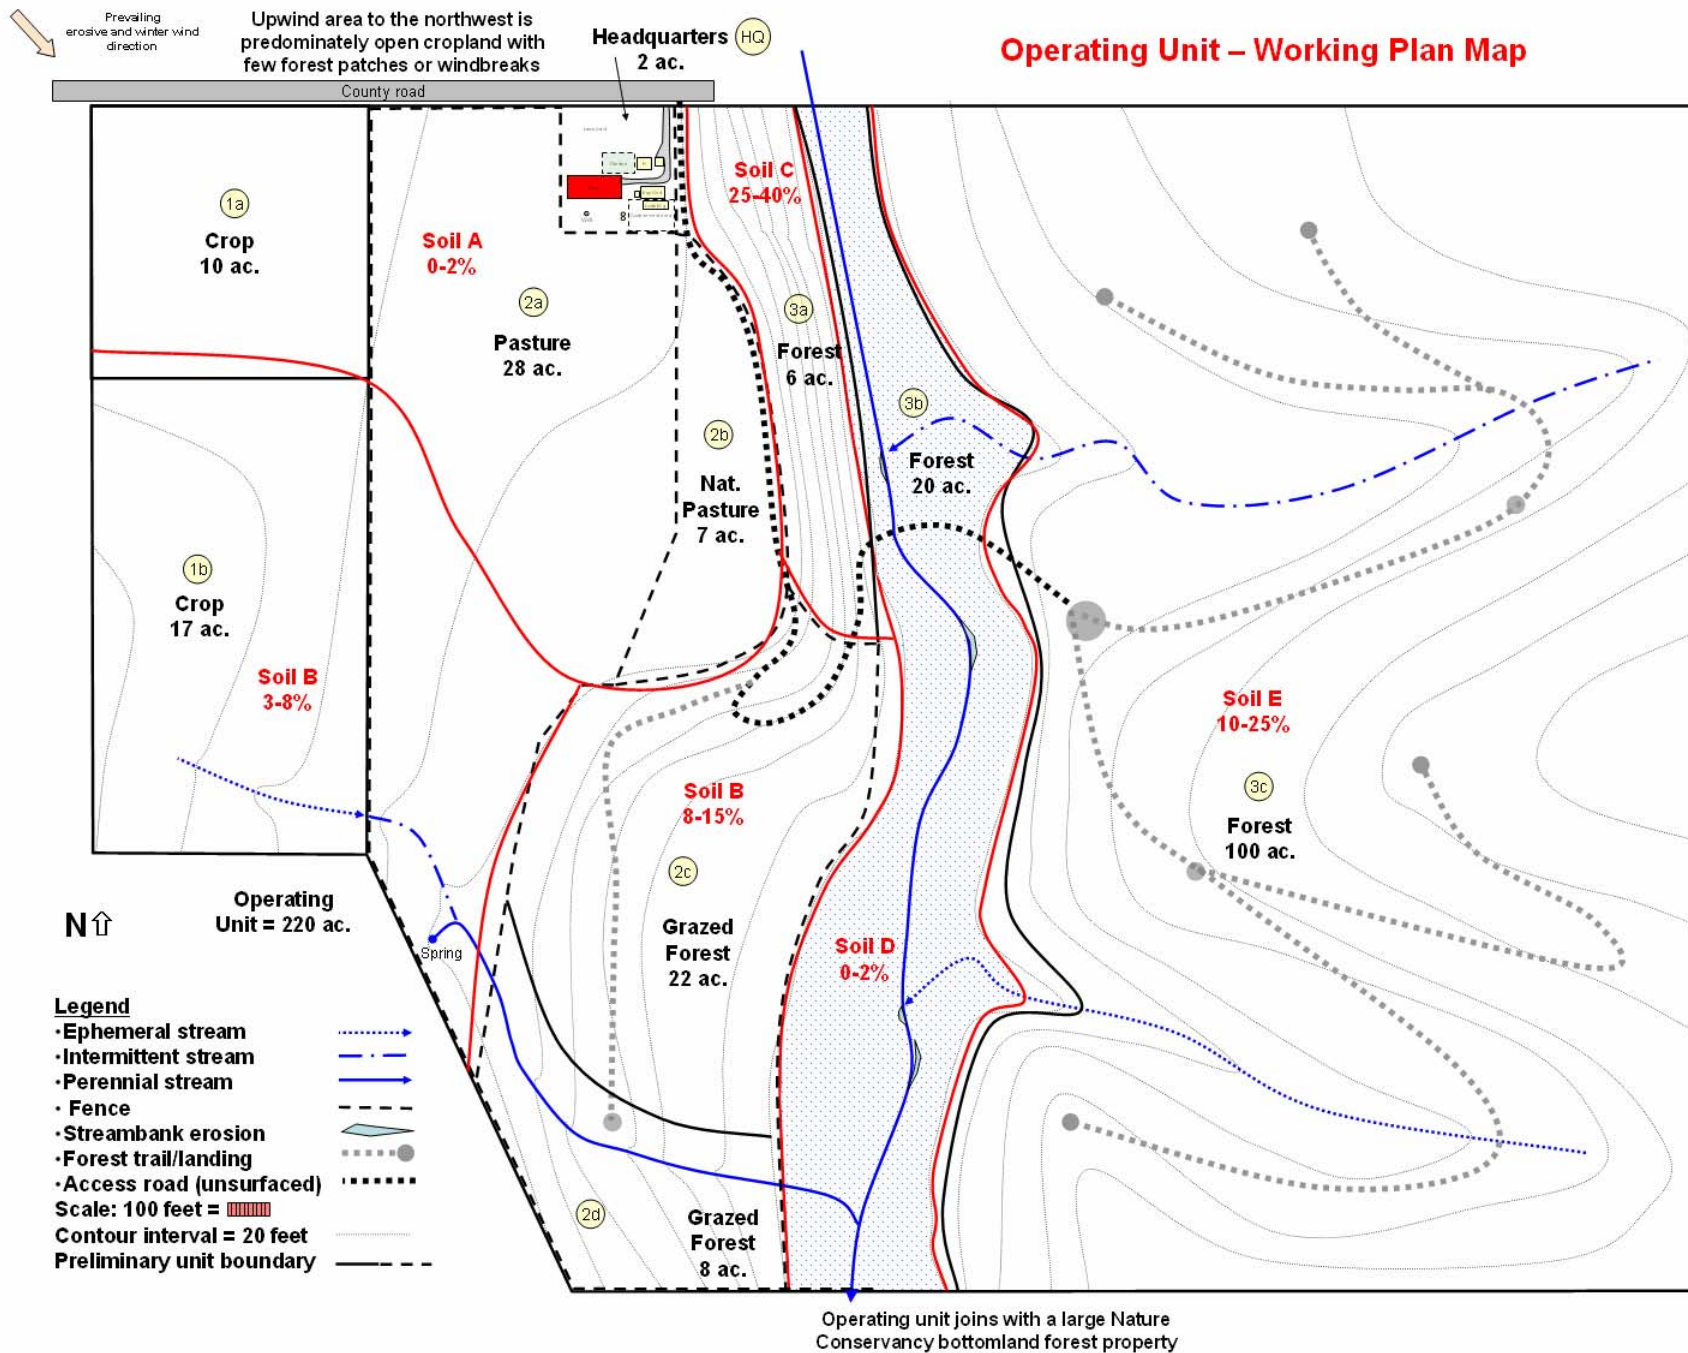 Prevailing
erosive and winter wind
direction
Upwind area to the northwest is
predominately open cropland with
few forest patches or windbreaks
Headquarters
2 ac.
HQ
Operating Unit – Working Plan Map
County road
1a
Crop
10 ac.
Soil A
0-2%
2a
Pasture
28 ac.
Soil C
25-40%
3a
Forest
6 ac.
3b
Forest
20 ac.
2b
Nat.
Pasture
7 ac.
1b
Crop
17 ac.
Soil B
3-8%
Soil B
8-15%
2c
Grazed
Forest
22 ac.
Soil E
10-25%
3c
Forest
100 ac.
Soil D
0-2%
Operating
Unit = 220 ac.
N
Spring
Legend
·Ephemeral stream
·Intermittent stream
·Perennial stream
· Fence
·Streambank erosion
·Forest trail/landing
·Access road (unsurfaced)
Scale: 100 feet =
Contour interval = 20 feet
Preliminary unit boundary
2d
Grazed
Forest
8 ac.
Operating unit joins with a large Nature
Conservancy bottomland forest property